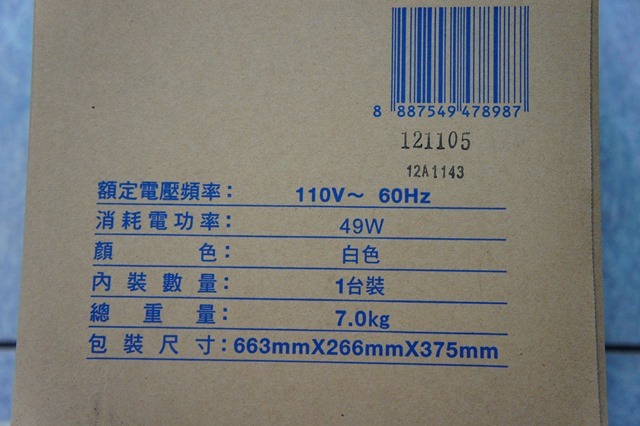 8 887549 478987
121105
12A1143
額定電壓頻率： 110V～ 60Hz
消耗電功率： 49W
顏色： 白色
內裝數量： 1台裝
總重量： 7.0kg
包裝尺寸：663mmX266mmX375mm